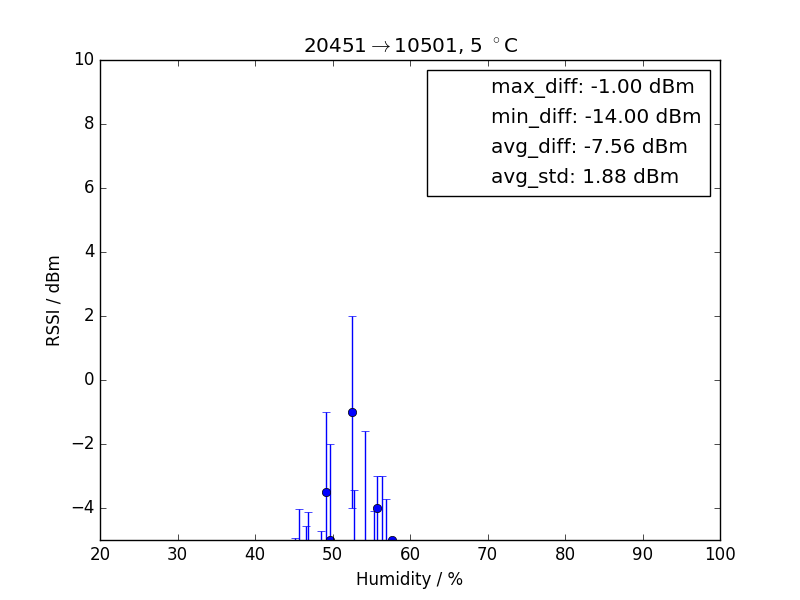 20451→10501, 5 °C
max_diff: -1.00 dBm
min_diff: -14.00 dBm
avg_diff: -7.56 dBm
avg_std: 1.88 dBm
RSSI / dBm
10
8
6
4
2
0
−2
−4
20 30 40 50 60 70 80 90 100
Humidity / %